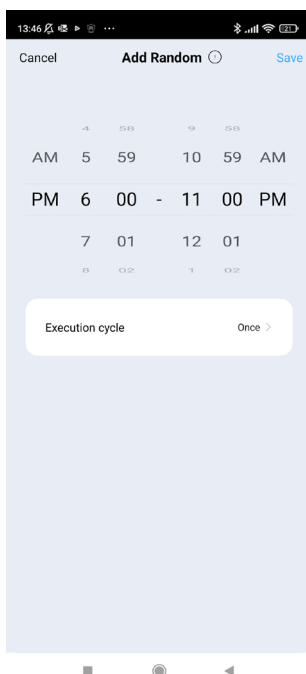 13:46 ... 21
Cancel Add Random Save
4 58 9 58
AM 5 59 10 59 AM
PM 6 00 - 11 00 PM
7 01 12 01
8 02 1 02
Execution cycle Once >